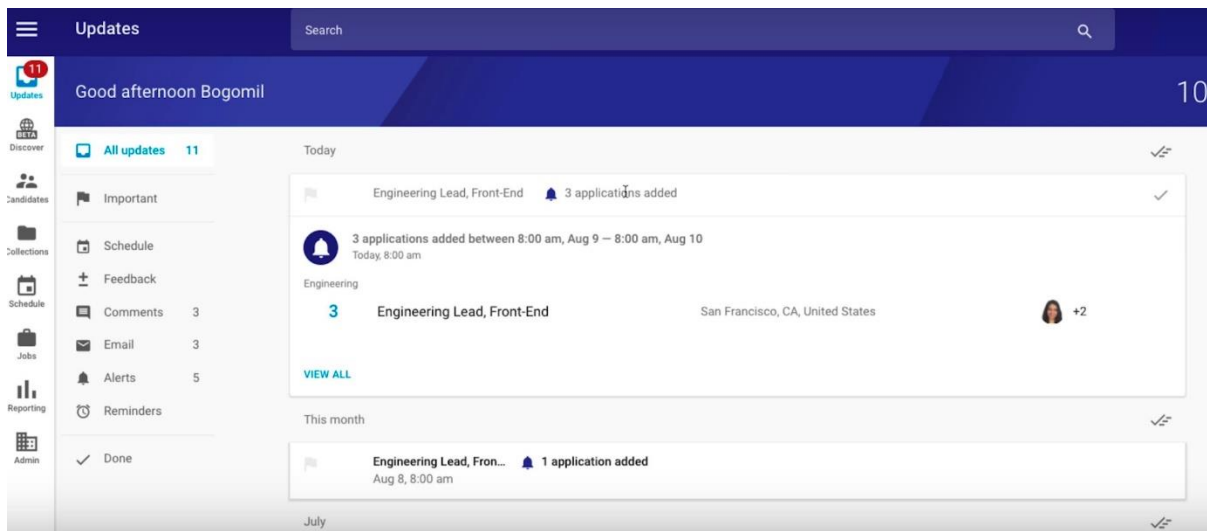 Updates
Search
11
Updates
Good afternoon Bogomil
10
BETA
Discover
Candidates
Collections
Schedule
Jobs
Reporting
Admin
All updates 11
Important
Schedule
Feedback
Comments 3
Email 3
Alerts 5
Reminders
Done
Today
Engineering Lead, Front-End 3 applications added
3 applications added between 8:00 am, Aug 9 — 8:00 am, Aug 10
Today, 8:00 am
Engineering
3 Engineering Lead, Front-End San Francisco, CA, United States +2
VIEW ALL
This month
Engineering Lead, Fron... 1 application added
Aug 8, 8:00 am
July